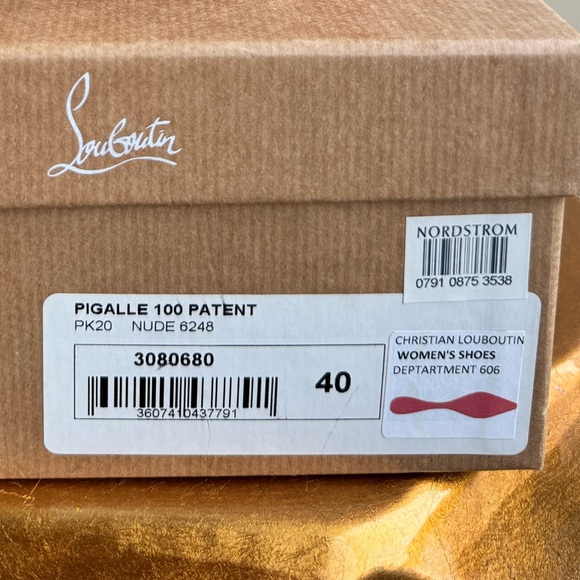 Louboutin
NORDSTROM
0791 0875 3538
PIGALLE 100 PATENT
PK20 NUDE 6248
3080680
40
3607410437791
CHRISTIAN LOUBOUTIN
WOMEN'S SHOES
DEPTARTMENT 606